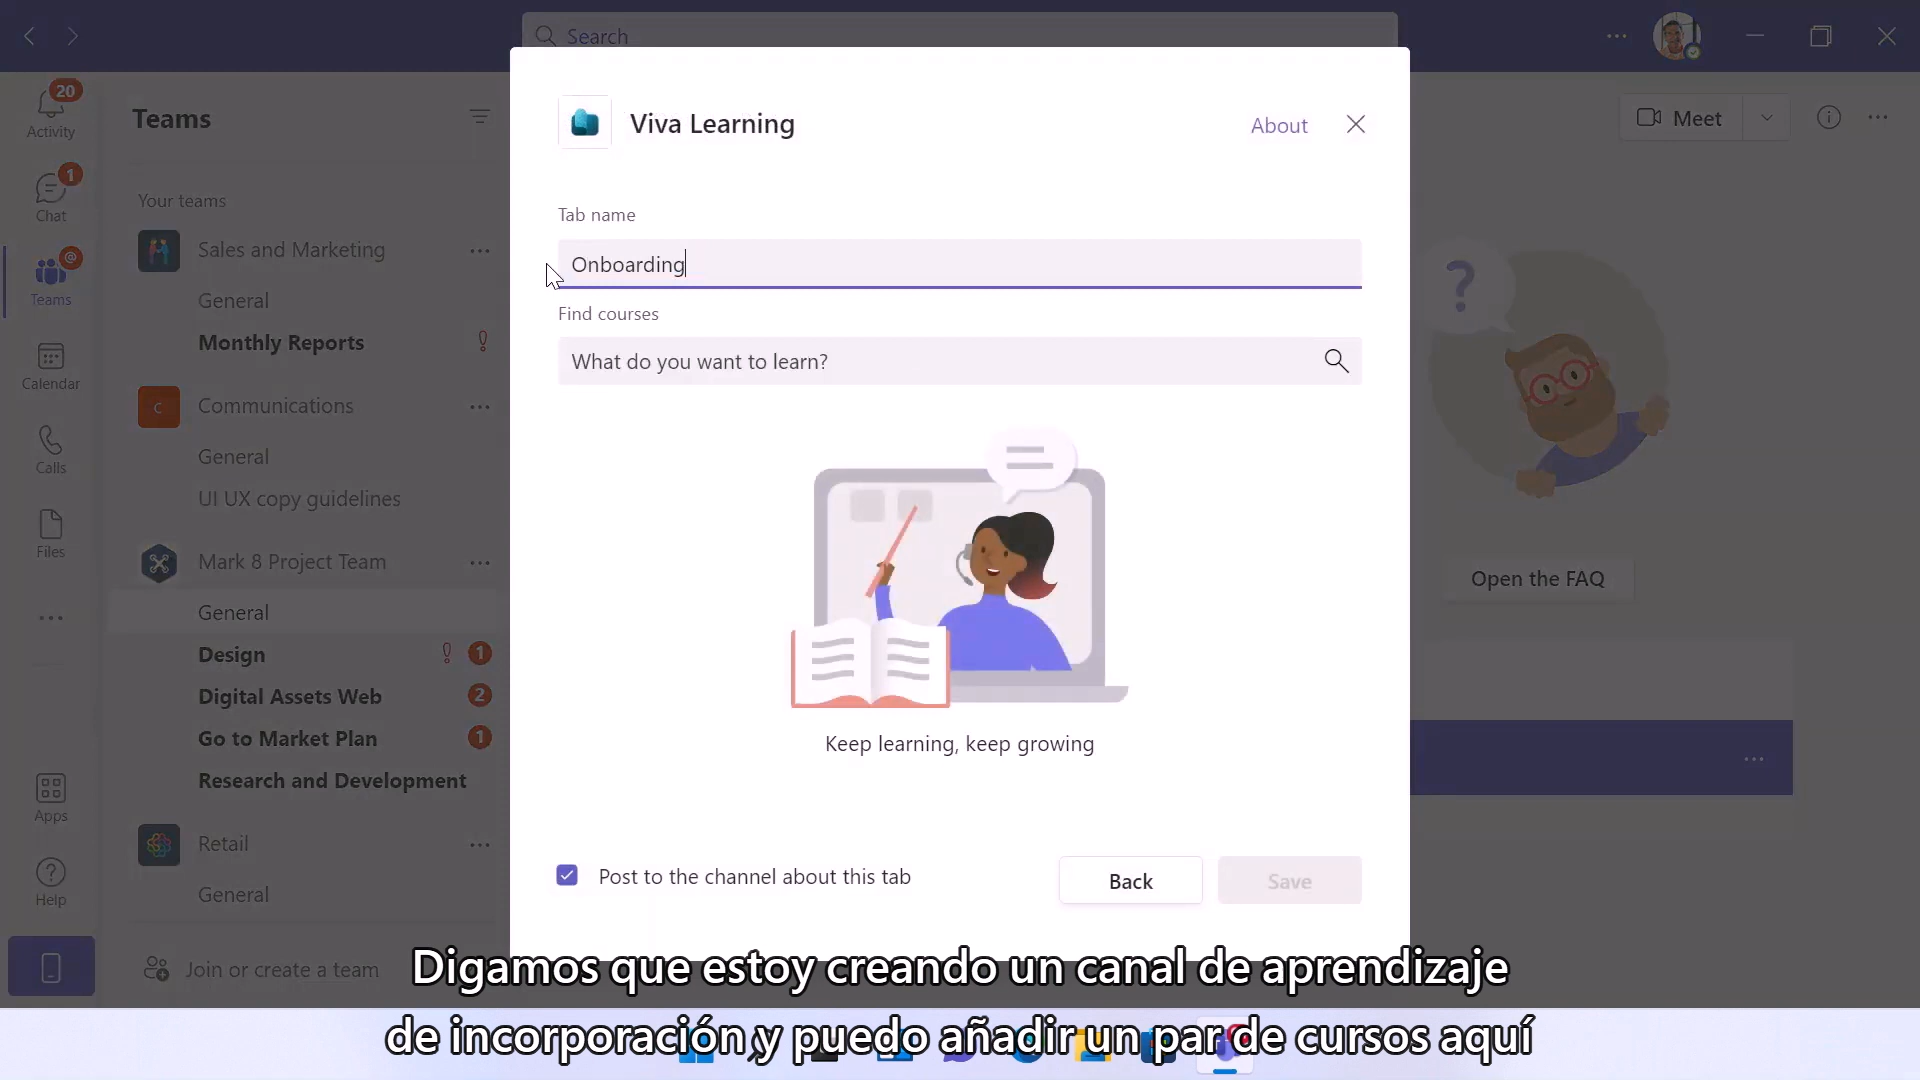 Search
20
Activity
Teams
Viva Learning
About
Meet
1
Chat
Your teams
Tab name
Sales and Marketing
@
Teams
Onboarding
General
Find courses
Monthly Reports
What do you want to learn?
Calendar
?
C
Communications
Calls
General
UI UX copy guidelines
Files
Mark 8 Project Team
Open the FAQ
General
Design
1
Digital Assets Web
2
Go to Market Plan
1
Keep learning, keep growing
Research and Development
Apps
Retail
Help
General
Post to the channel about this tab
Back
Save
Join or create a team
Digamos que estoy creando un canal de aprendizaje
de incorporación y puedo añadir un par de cursos aquí